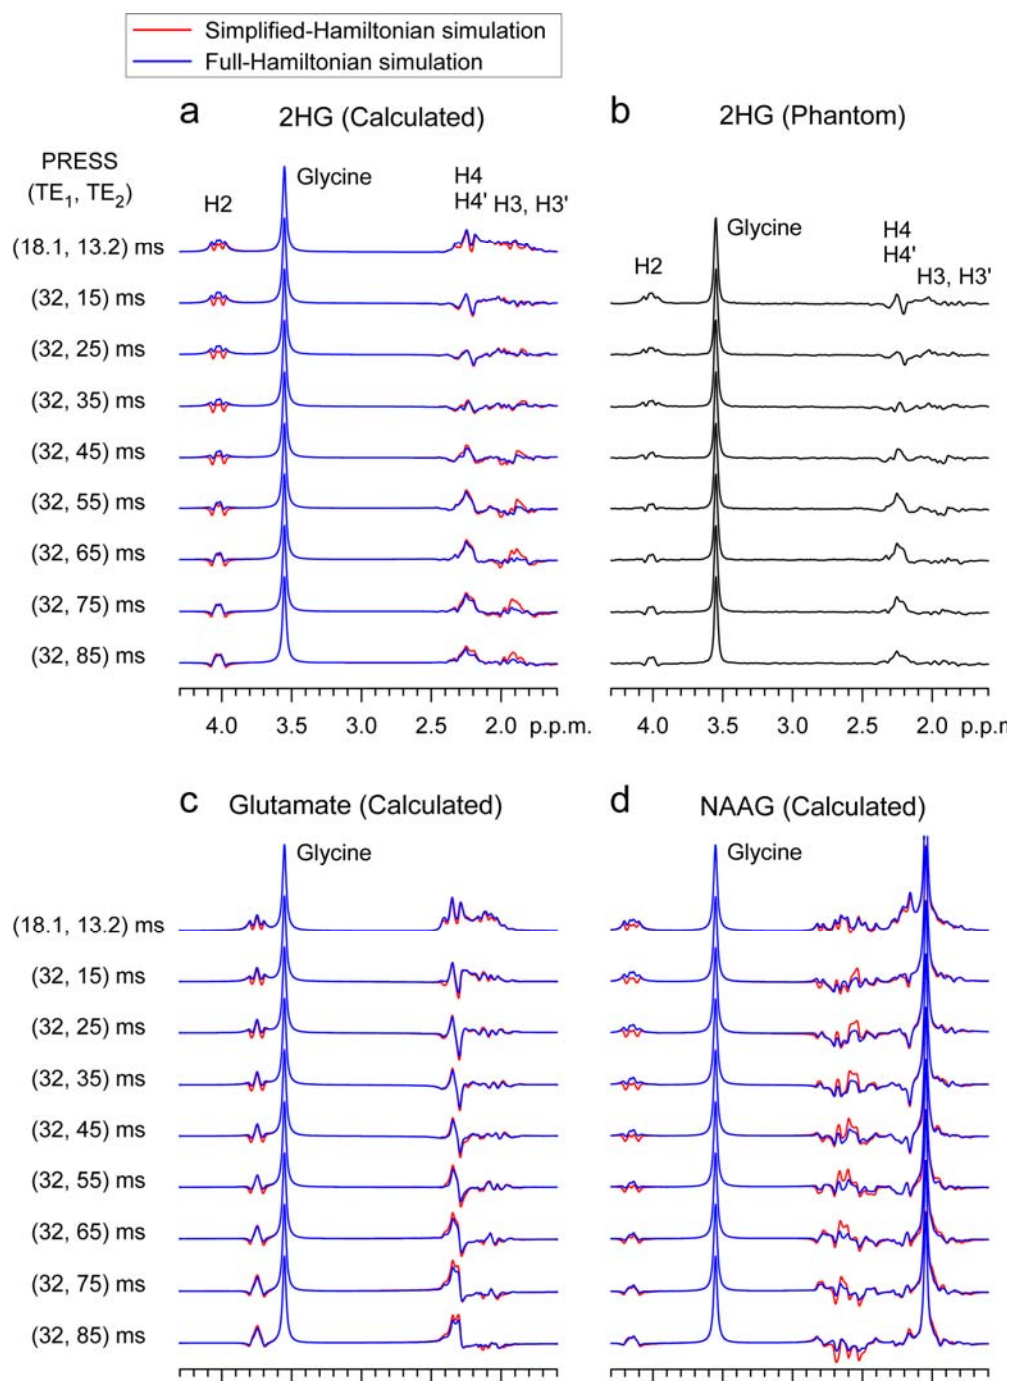 Simplified-Hamiltonian simulation
Full-Hamiltonian simulation
a 2HG (Calculated)
b 2HG (Phantom)
PRESS
(TE1, TE2)
H2
Glycine
H4
H4'
H3, H3'
Glycine
H2
H4
H4'
H3, H3'
(18.1, 13.2) ms
(32, 15) ms
(32, 25) ms
(32, 35) ms
(32, 45) ms
(32, 55) ms
(32, 65) ms
(32, 75) ms
(32, 85) ms
4.0 3.5 3.0 2.5 2.0 p.p.m.
4.0 3.5 3.0 2.5 2.0 p.p.r
c Glutamate (Calculated)
d NAAG (Calculated)
Glycine
Glycine
(18.1, 13.2) ms
(32, 15) ms
(32, 25) ms
(32, 35) ms
(32, 45) ms
(32, 55) ms
(32, 65) ms
(32, 75) ms
(32, 85) ms